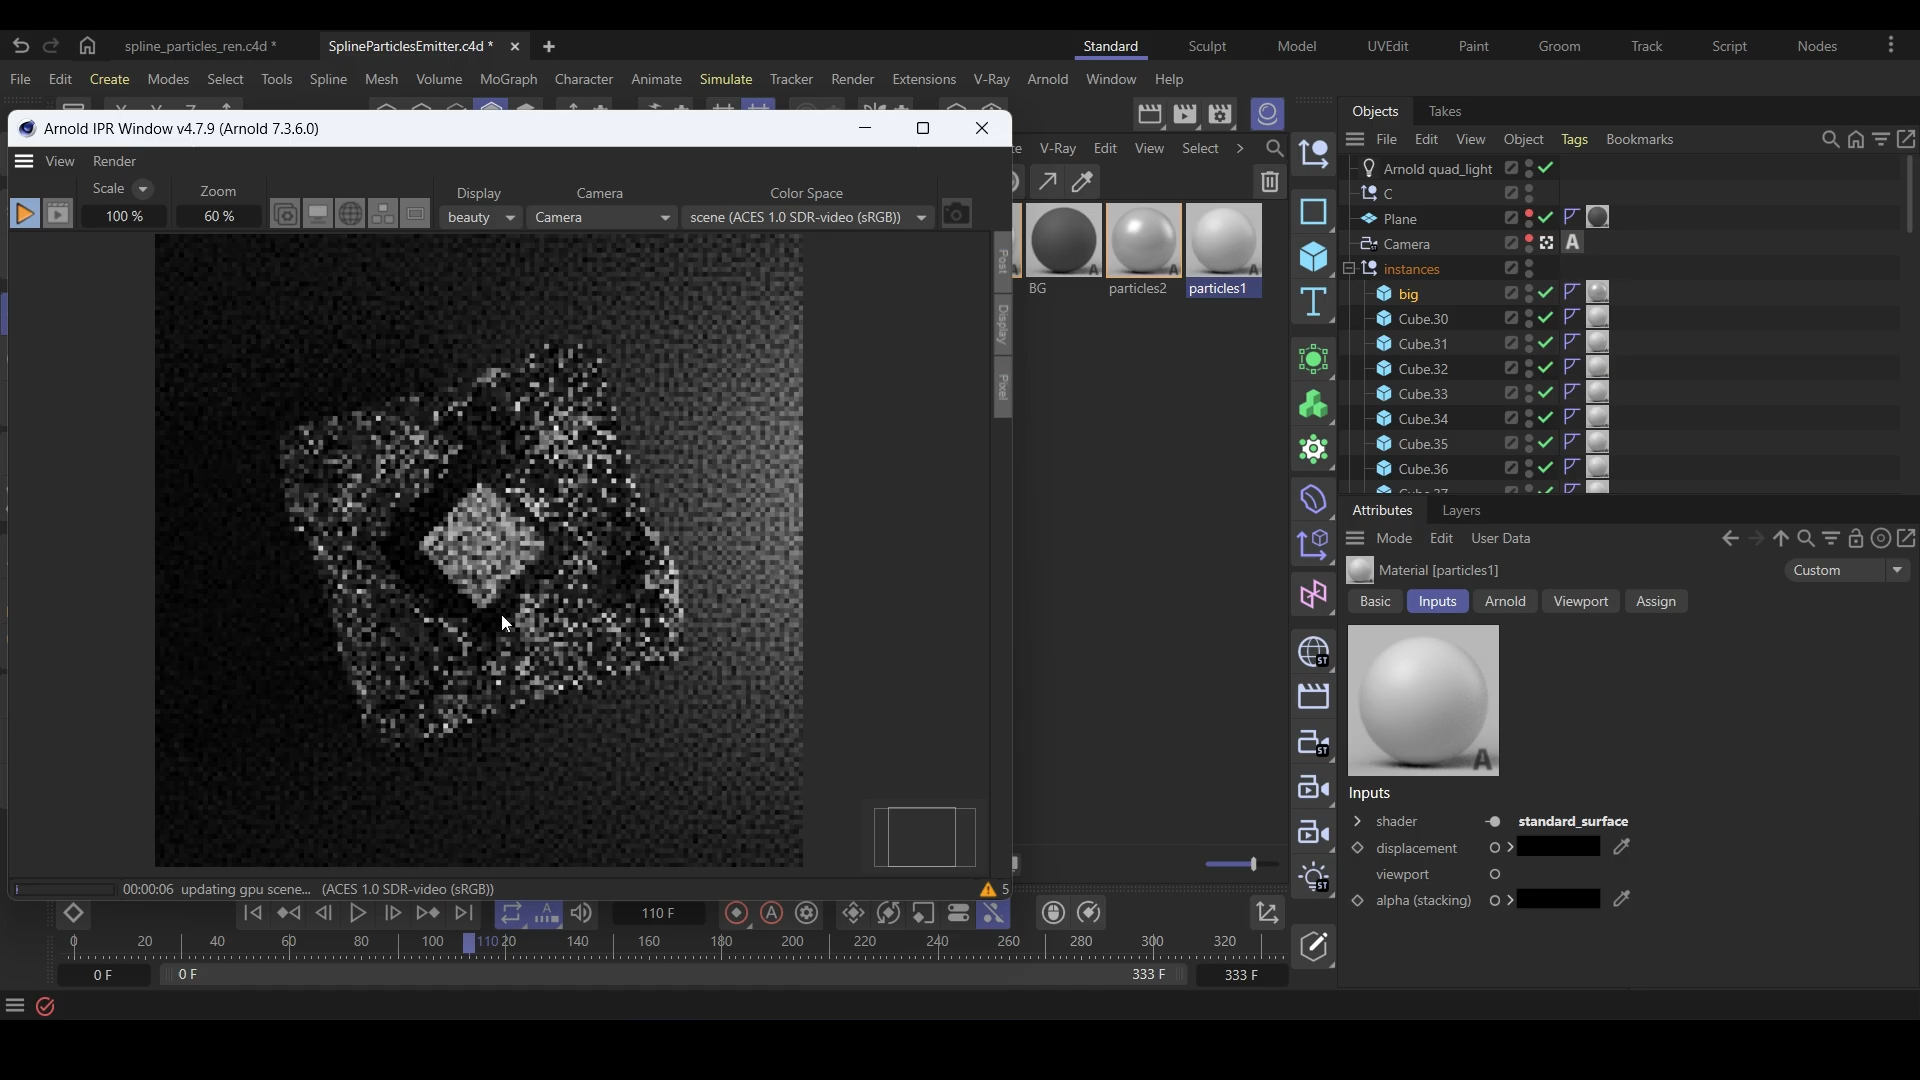 spline_particles_ren.c4d *
SplineParticlesEmitter.c4d *
Standard
Sculpt
Model
UVEdit
Paint
Groom
Track
Script
Nodes
File Edit Create Modes Select Tools Spline Mesh Volume MoGraph Character Animate Simulate Tracker Render Extensions V-Ray Arnold Window Help
Arnold IPR Window v4.7.9 (Arnold 7.3.6.0)
View Render
Scale
100 %
Zoom
60 %
Display
beauty
Camera
Camera
Color Space
scene (ACES 1.0 SDR-video (sRGB))
Post
Display
Pixel
00:00:06 updating gpu scene... (ACES 1.0 SDR-video (sRGB))
5
V-Ray Edit View Select
BG
particles2
particles1
Objects Takes
File Edit View Object Tags Bookmarks
Arnold quad_light
C
Plane
Camera
A
instances
big
Cube.30
Cube.31
Cube.32
Cube.33
Cube.34
Cube.35
Cube.36
Cube.37
Attributes Layers
Mode Edit User Data
Material [particles1]
Custom
Basic Inputs Arnold Viewport Assign
Inputs
shader standard_surface
displacement
viewport
alpha (stacking)
110 F
0 20 40 60 80 100 110 20 140 160 180 200 220 240 260 280 300 320
0 F
0 F
333 F
333 F